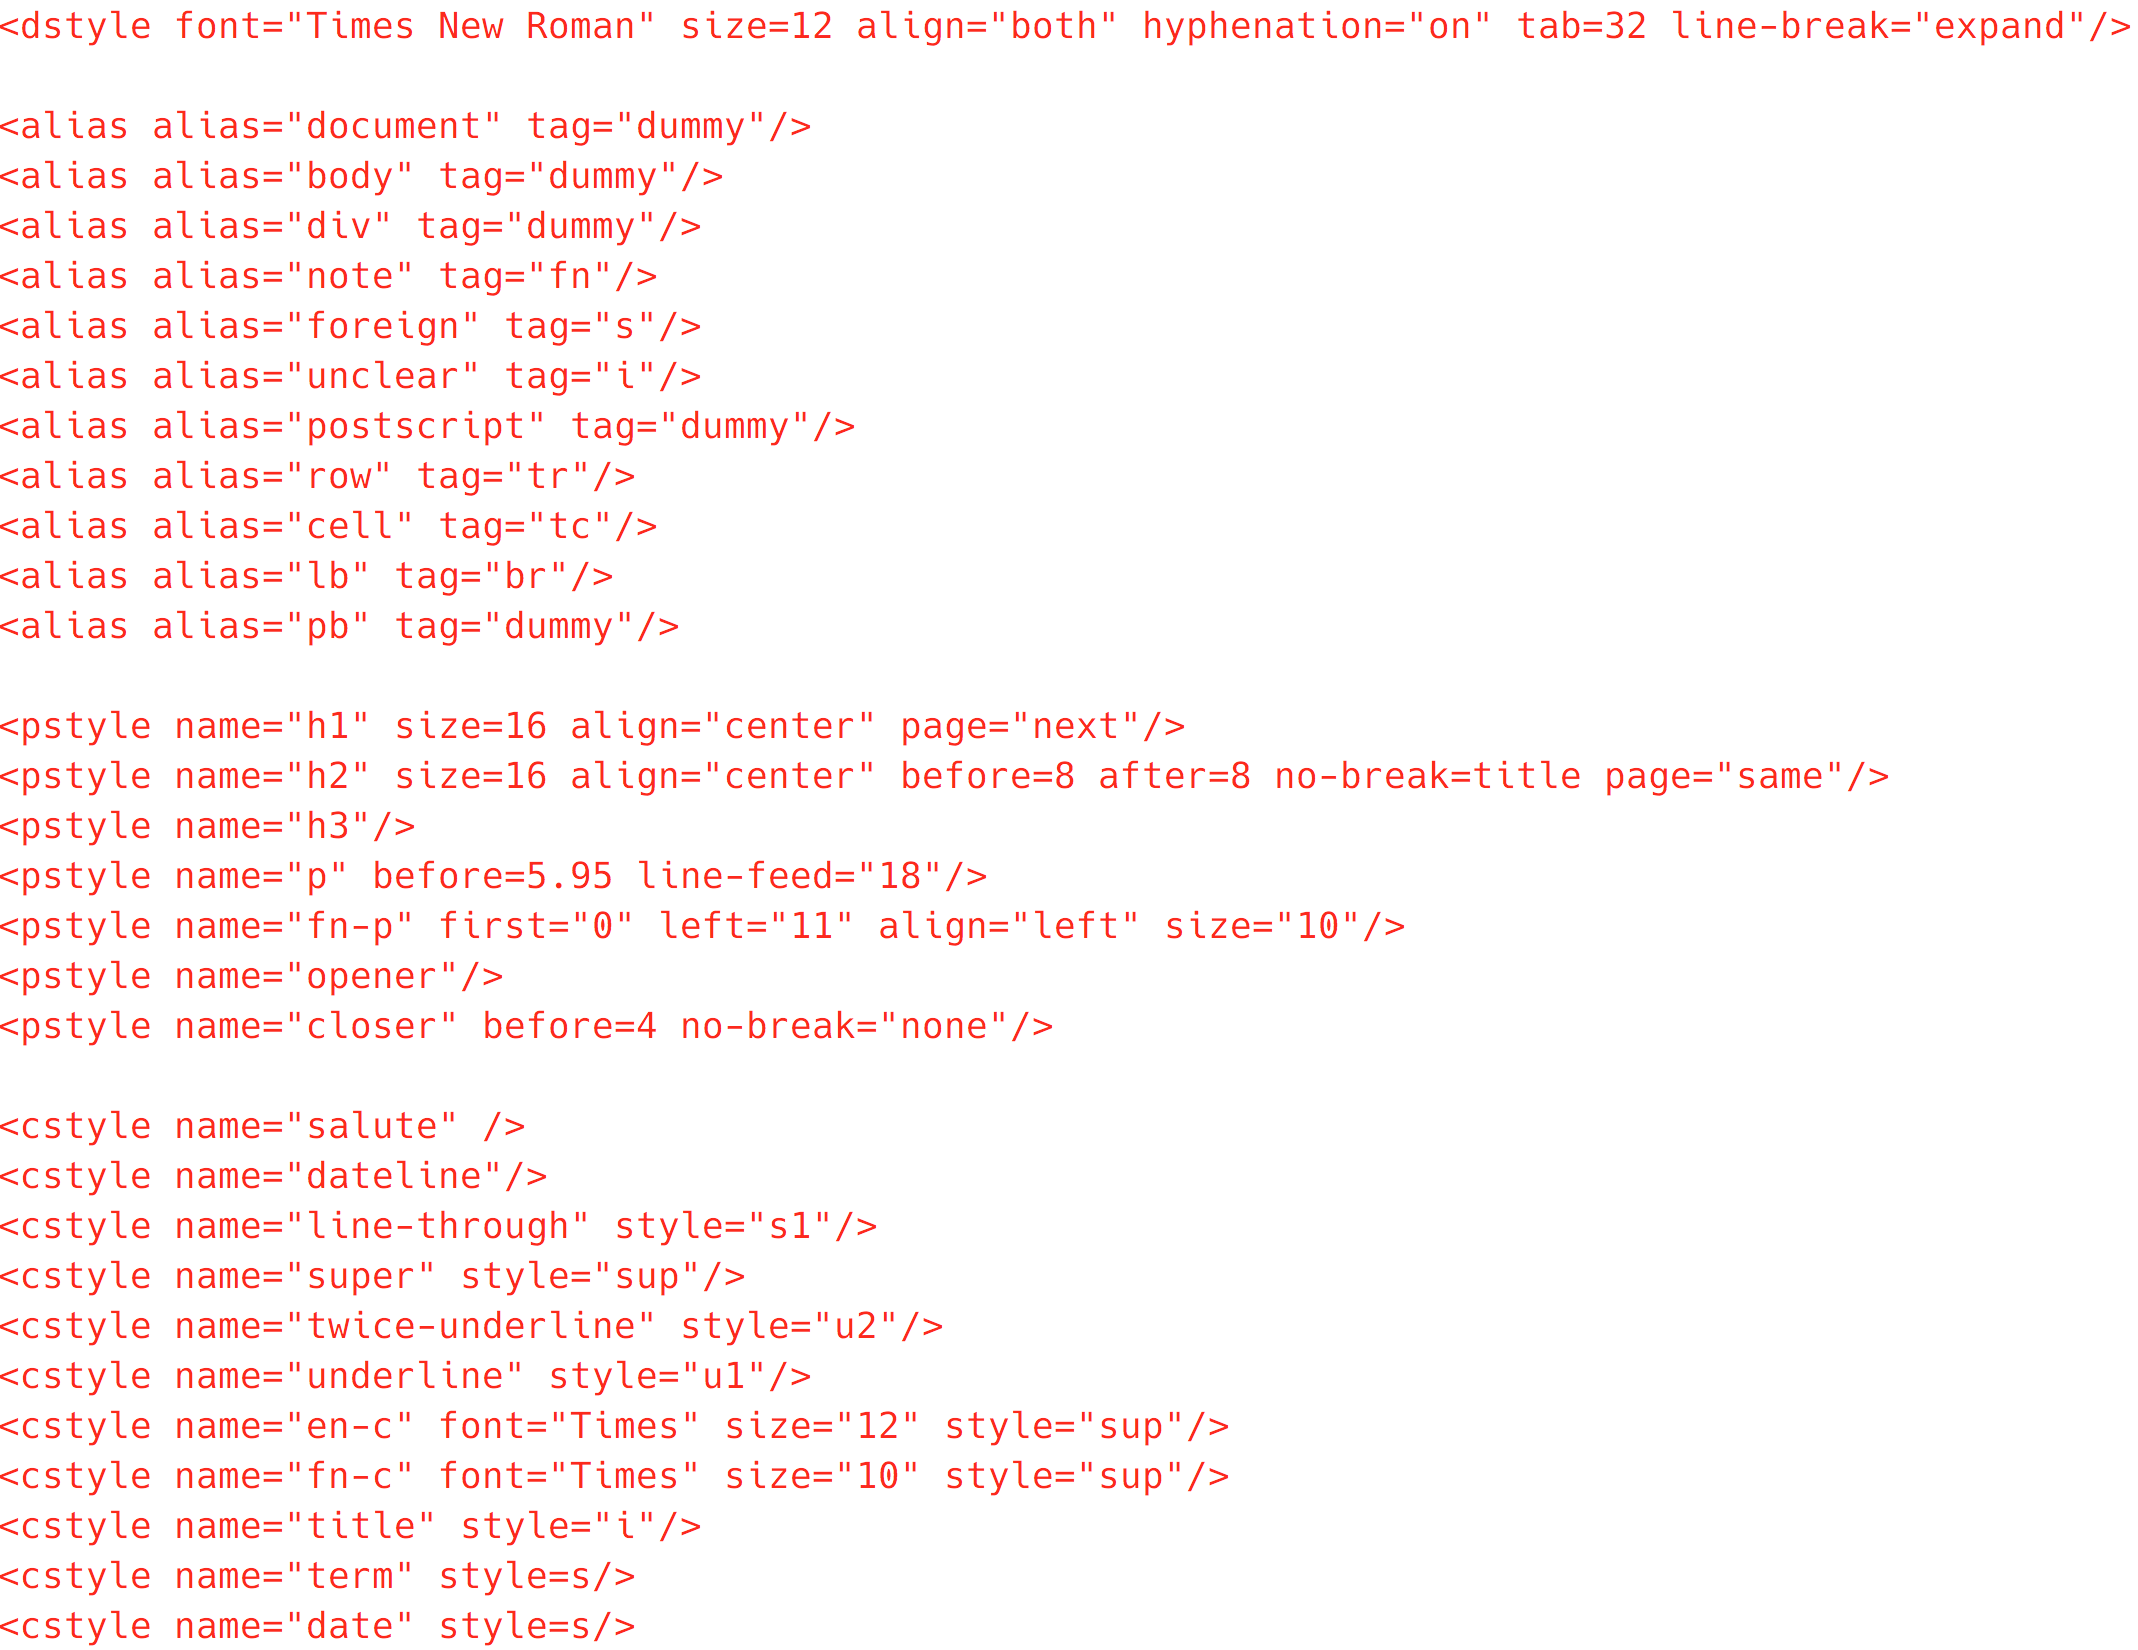 <dstyle font="Times New Roman" size=12 align="both" hyphenation="on" tab=32 line-break="expand"/>
<alias alias="document" tag="dummy"/>
<alias alias="body" tag="dummy"/>
<alias alias="div" tag="dummy"/>
<alias alias="note" tag="fn"/>
<alias alias="foreign" tag="s"/>
<alias alias="unclear" tag="i"/>
<alias alias="postscript" tag="dummy"/>
<alias alias="row" tag="tr"/>
<alias alias="cell" tag="tc"/>
<alias alias="lb" tag="br"/>
<alias alias="pb" tag="dummy"/>
<pstyle name="h1" size=16 align="center" page="next"/>
<pstyle name="h2" size=16 align="center" before=8 after=8 no-break=title page="same"/>
<pstyle name="h3"/>
<pstyle name="p" before=5.95 line-feed="18"/>
<pstyle name="fn-p" first="0" left="11" align="left" size="10"/>
<pstyle name="opener"/>
<pstyle name="closer" before=4 no-break="none"/>
<cstyle name="salute" />
<cstyle name="dateline"/>
<cstyle name="line-through" style="s1"/>
<cstyle name="super" style="sup"/>
<cstyle name="twice-underline" style="u2"/>
<cstyle name="underline" style="u1"/>
<cstyle name="en-c" font="Times" size="12" style="sup"/>
<cstyle name="fn-c" font="Times" size="10" style="sup"/>
<cstyle name="title" style="i"/>
<cstyle name="term" style=s/>
<cstyle name="date" style=s/>